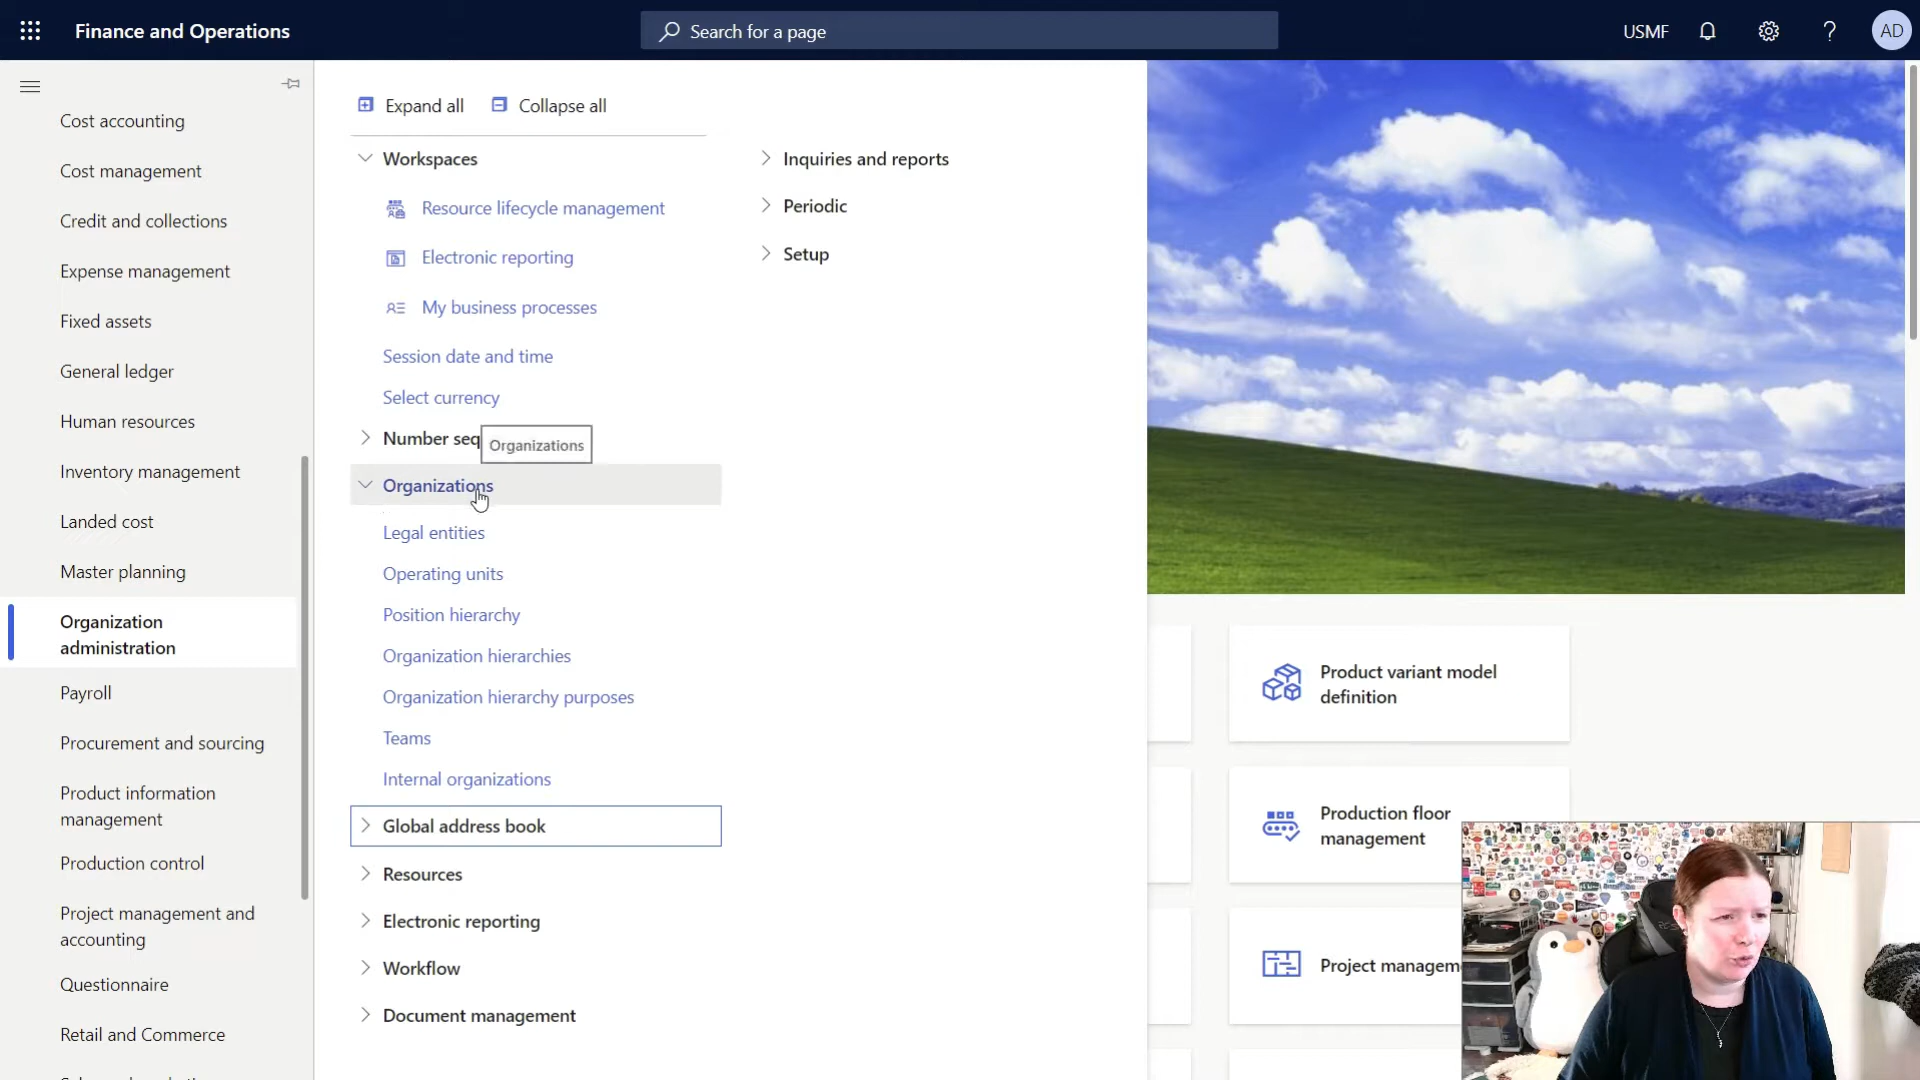 Finance and Operations
Search for a page
USMF
?
AD
Cost accounting
Cost management
Credit and collections
Expense management
Fixed assets
General ledger
Human resources
Inventory management
Landed cost
Master planning
Organization
administration
Payroll
Procurement and sourcing
Product information
management
Production control
Project management and
accounting
Questionnaire
Retail and Commerce
Expand all
Collapse all
Workspaces
Resource lifecycle management
Electronic reporting
My business processes
Session date and time
Select currency
Number seq
Organizations
Organizations
Legal entities
Operating units
Position hierarchy
Organization hierarchies
Organization hierarchy purposes
Teams
Internal organizations
Global address book
Resources
Electronic reporting
Workflow
Document management
Inquiries and reports
Periodic
Setup
Product variant model
definition
Production floor
management
Project managem